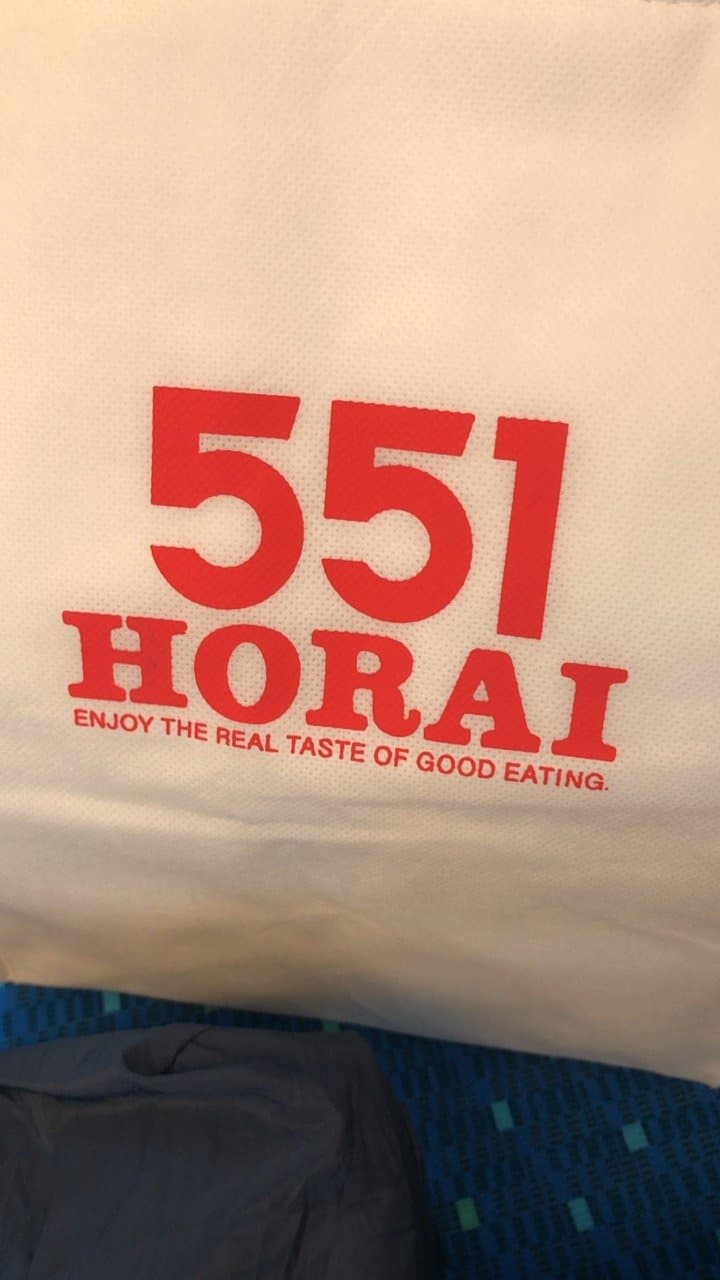 551
HORAI
ENJOY THE REAL TASTE OF GOOD EATING.